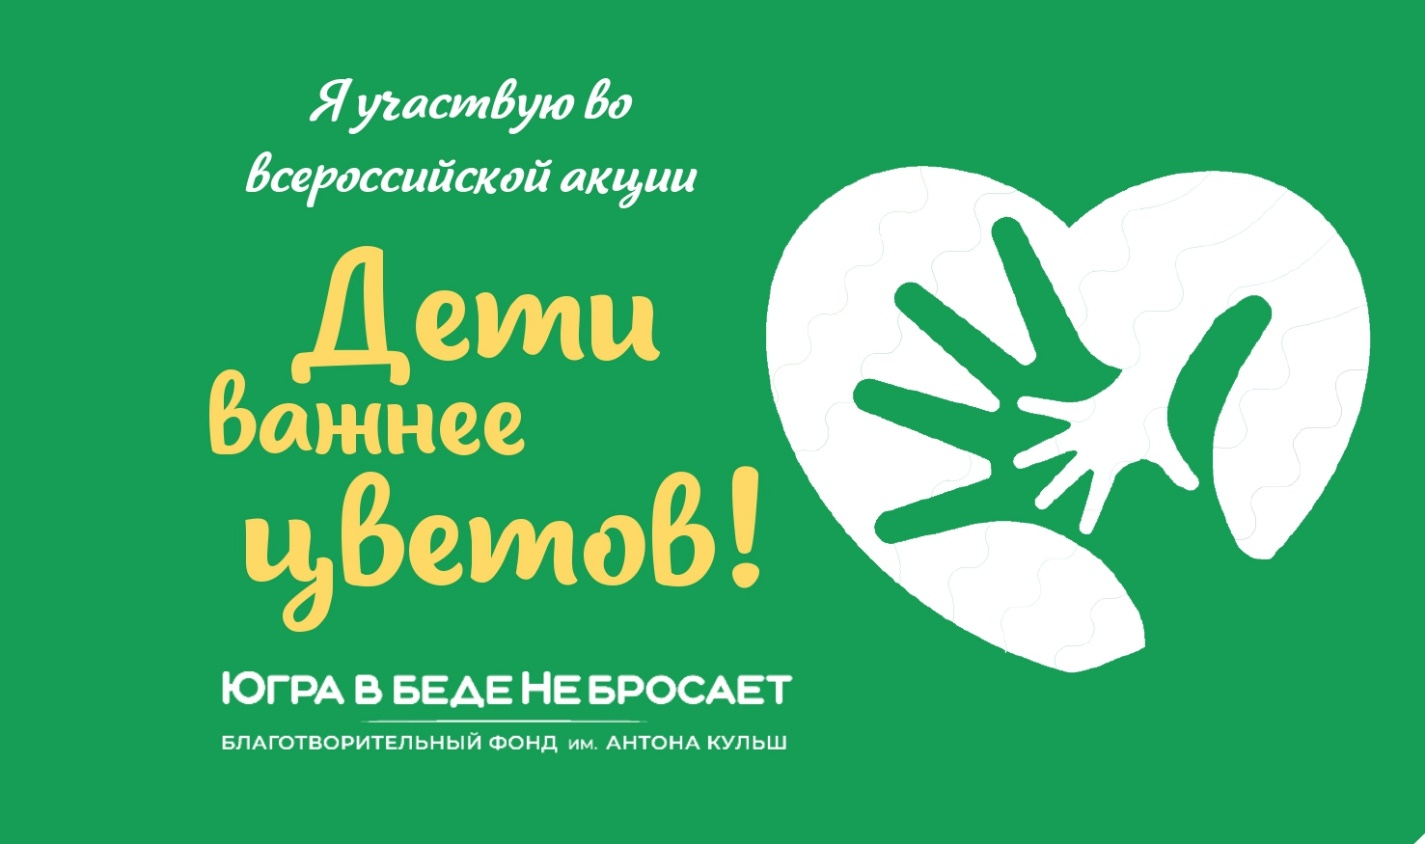 Я участвую во
всероссийской акции
Дети
важнее
цветов!
ЮГРА В БЕДЕ НЕ БРОСАЕТ
БЛАГОТВОРИТЕЛЬНЫЙ ФОНД им. АНТОНА КУЛЬШ